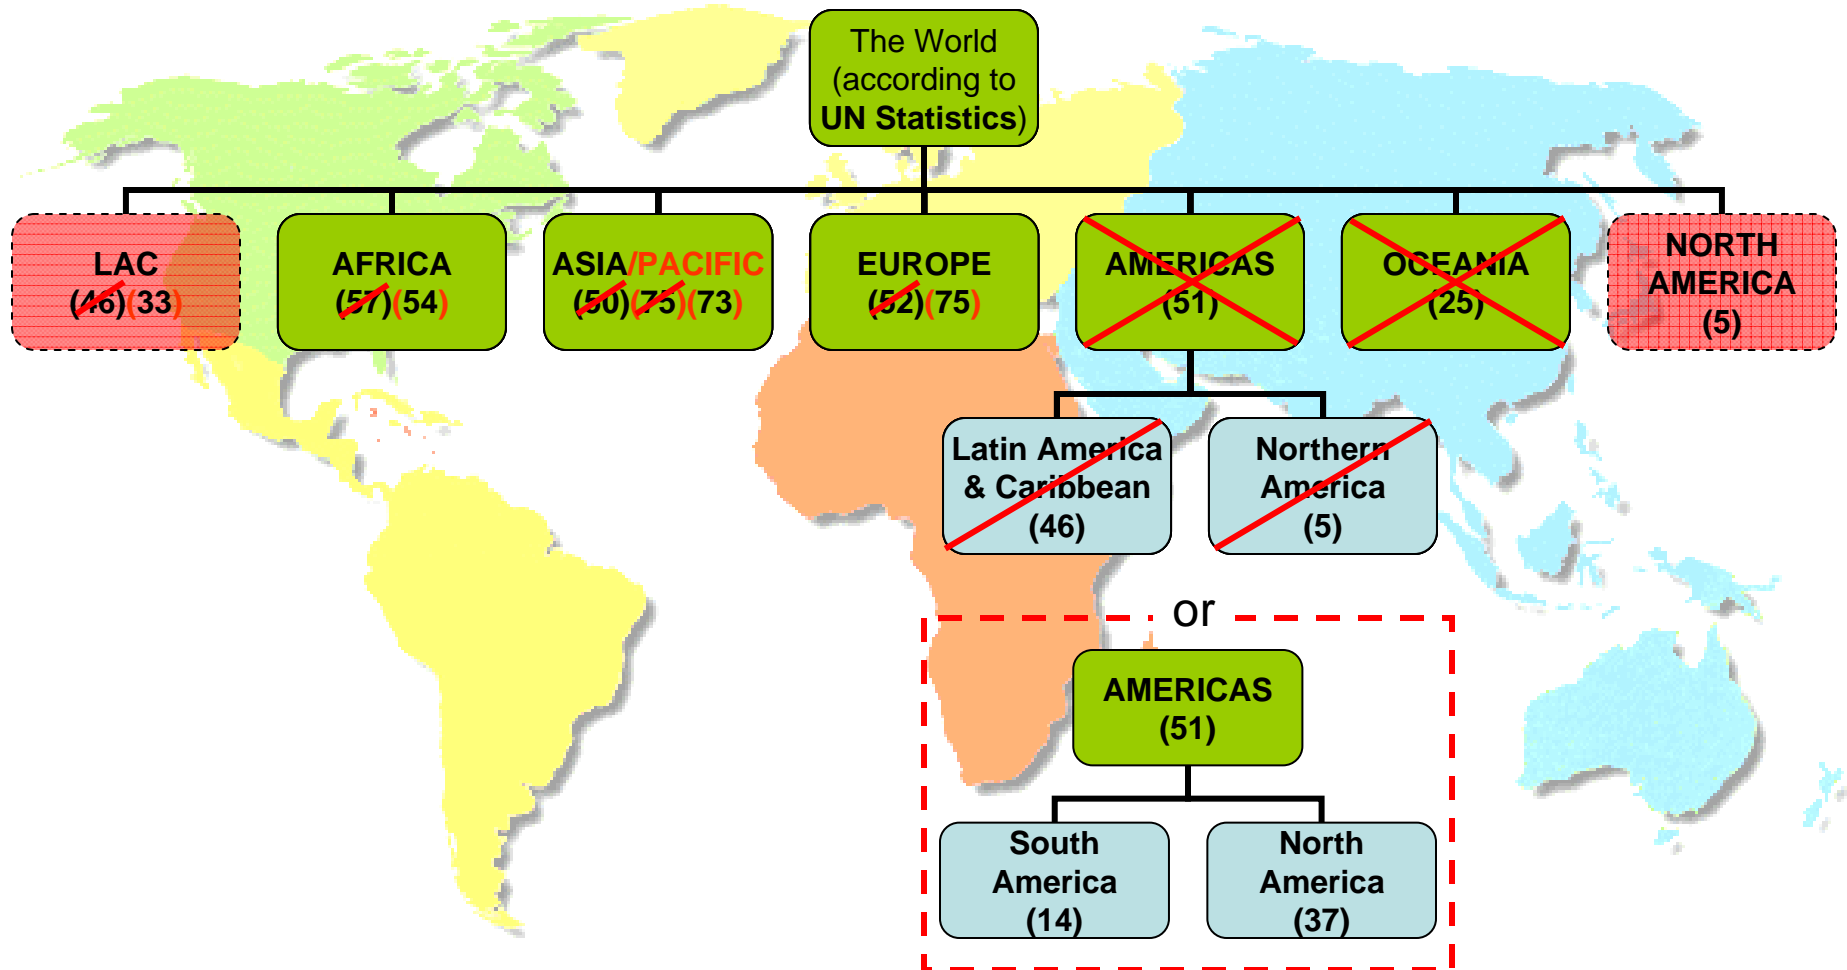 The World
(according to
UN Statistics)
LAC
(46)(33)
AFRICA
(57)(54)
ASIA/PACIFIC
(50)(75)(73)
EUROPE
(52)(75)
AMERICAS
(51)
OCEANIA
(25)
NORTH
AMERICA
(5)
Latin America
& Caribbean
(46)
Northern
America
(5)
or
AMERICAS
(51)
South
America
(14)
North
America
(37)